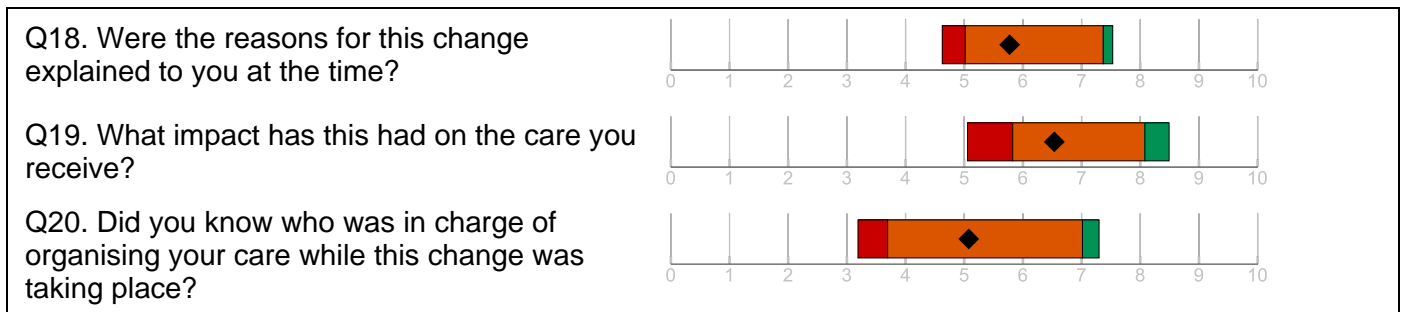 Q18. Were the reasons for this change
explained to you at the time?
0 1 2 3 4 5 6 7 8 9 10
Q19. What impact has this had on the care you
receive?
0 1 2 3 4 5 6 7 8 9 10
Q20. Did you know who was in charge of
organising your care while this change was
taking place?
0 1 2 3 4 5 6 7 8 9 10